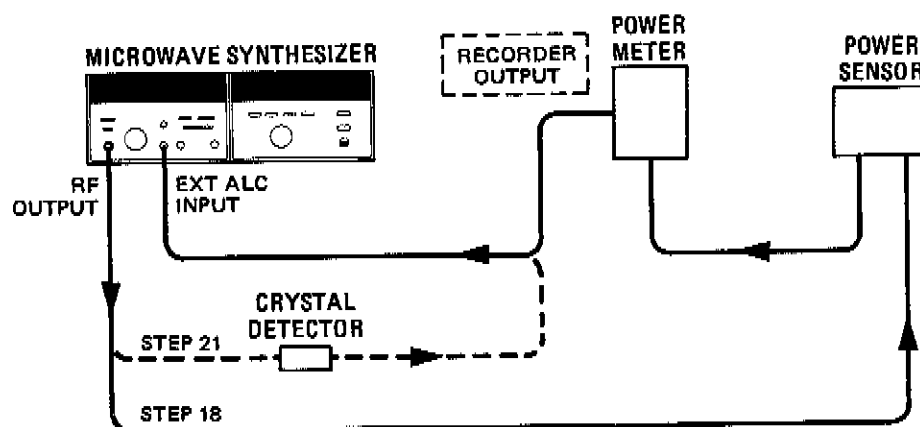 MICROWAVE SYNTHESIZER
RECORDER
OUTPUT
POWER
METER
POWER
SENSOR
RF
OUTPUT
EXT ALC
INPUT
CRYSTAL
DETECTOR
STEP 21
STEP 18